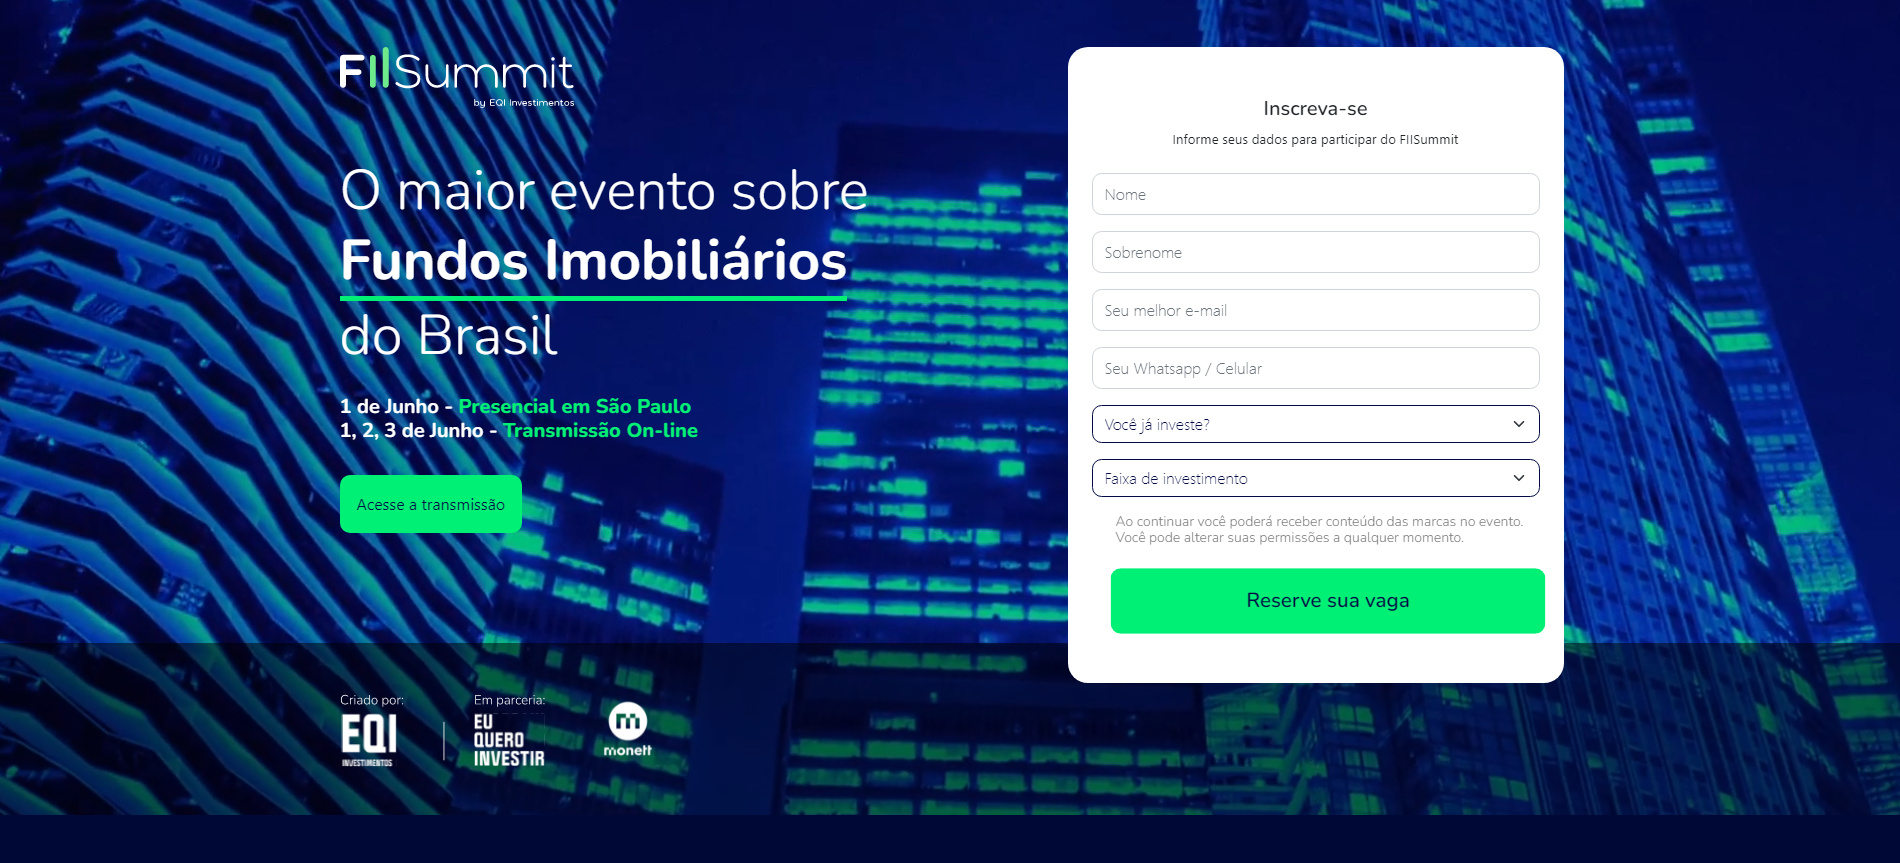 FIISummit
by EQI Investimentos
O maior evento sobre
Fundos Imobiliários
do Brasil
1 de Junho - Presencial em São Paulo
1, 2, 3 de Junho - Transmissão On-line
Acesse a transmissão
Inscreva-se
Informe seus dados para participar do FIISummit
Nome
Sobrenome
Seu melhor e-mail
Seu Whatsapp / Celular
Você já investe?
Faixa de investimento
Ao continuar você poderá receber conteúdo das marcas no evento.
Você pode alterar suas permissões a qualquer momento.
Reserve sua vaga
Criado por:
EQI
INVESTIMENTOS
Em parceria:
EU
QUERO
INVESTIR
m
monett